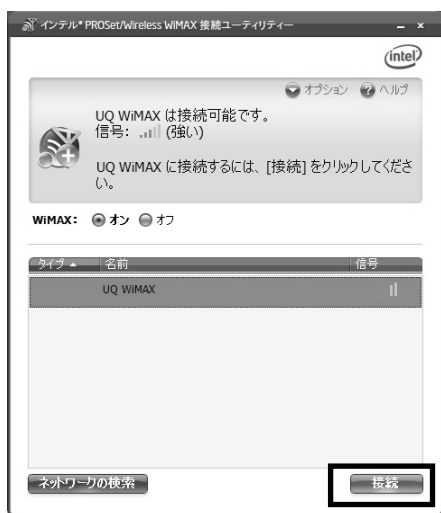 インテル® PROSet/Wireless WiMAX 接続ユーティリティー
intel
オプション ヘルプ
UQ WiMAX は接続可能です。
信号: (強い)
UQ WiMAX に接続するには、[接続] をクリックしてくださ
い。
WiMAX: オン オフ
タイプ 名前 信号
UQ WiMAX
ネットワークの検索 接続